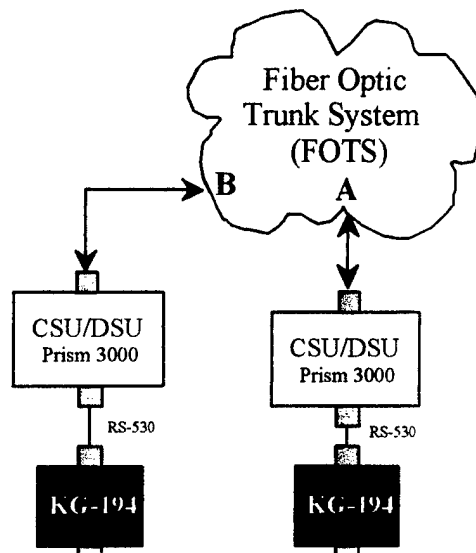 Fiber Optic
Trunk System
(FOTS)
B
A
CSU/DSU
Prism 3000
CSU/DSU
Prism 3000
RS-530
RS-530
KG-194
KG-194